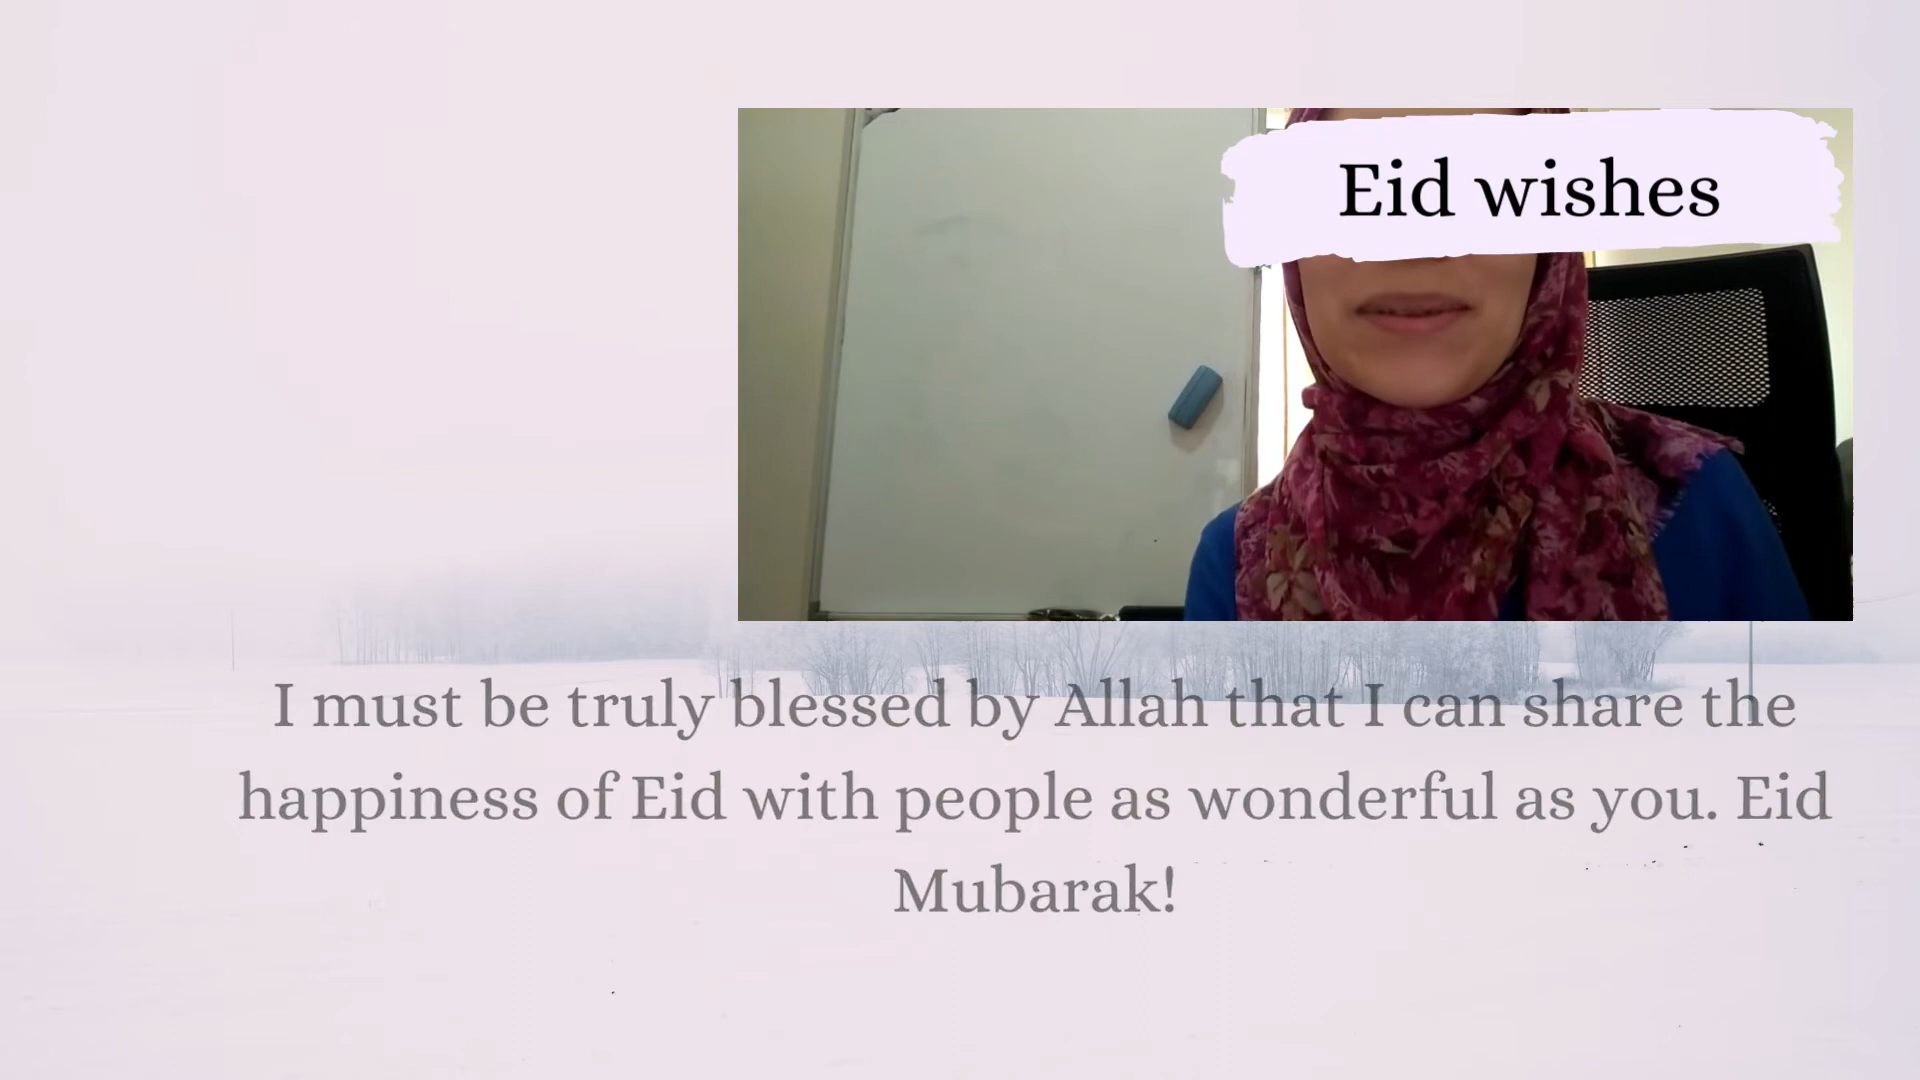 Eid wishes
I must be truly blessed by Allah that I can share the
happiness of Eid with people as wonderful as you. Eid
Mubarak!